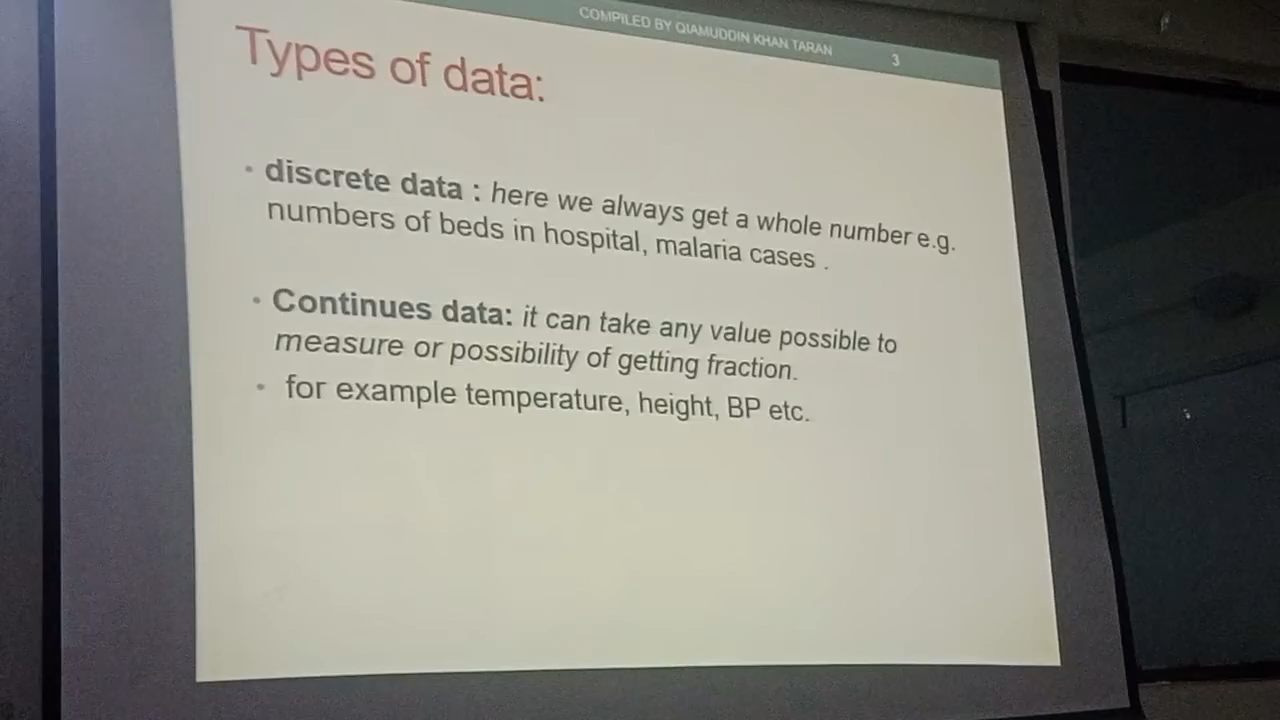 COMPILED BY QIAMUDDIN KHAN TARAN 3
Types of data:
• discrete data : here we always get a whole number e.g.
numbers of beds in hospital, malaria cases .
• Continues data: it can take any value possible to
measure or possibility of getting fraction.
• for example temperature, height, BP etc.